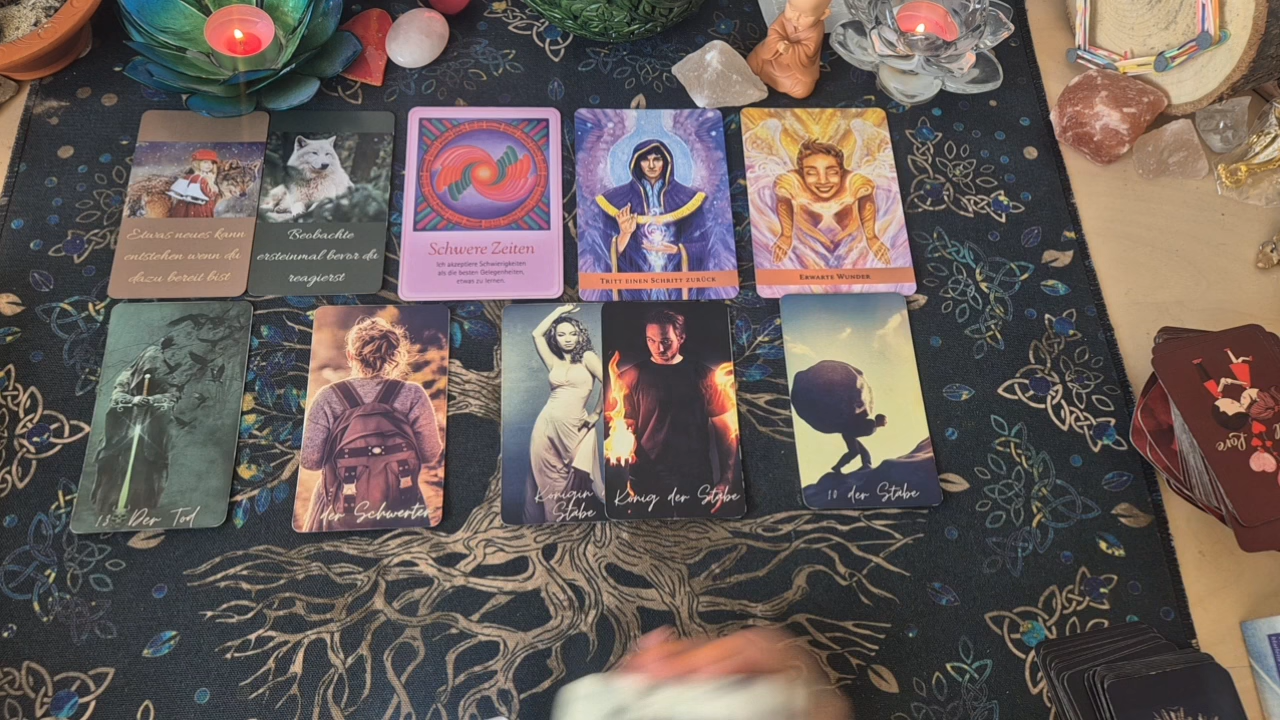 Etwas neues kann
entstehen wenn du
dazu bereit bist
Beobachte
ersteinmal bevor du
reagierst
Schwere Zeiten
Ich akzeptiere Schwierigkeiten
als die besten Gelegenheiten,
etwas zu lernen.
TRITT EINEN SCHRITT ZURÜCK
ERWARTE WUNDER
13 Der Tod
der Schwerter
Königin
Stäbe
König der Stäbe
10 der Stäbe
Love